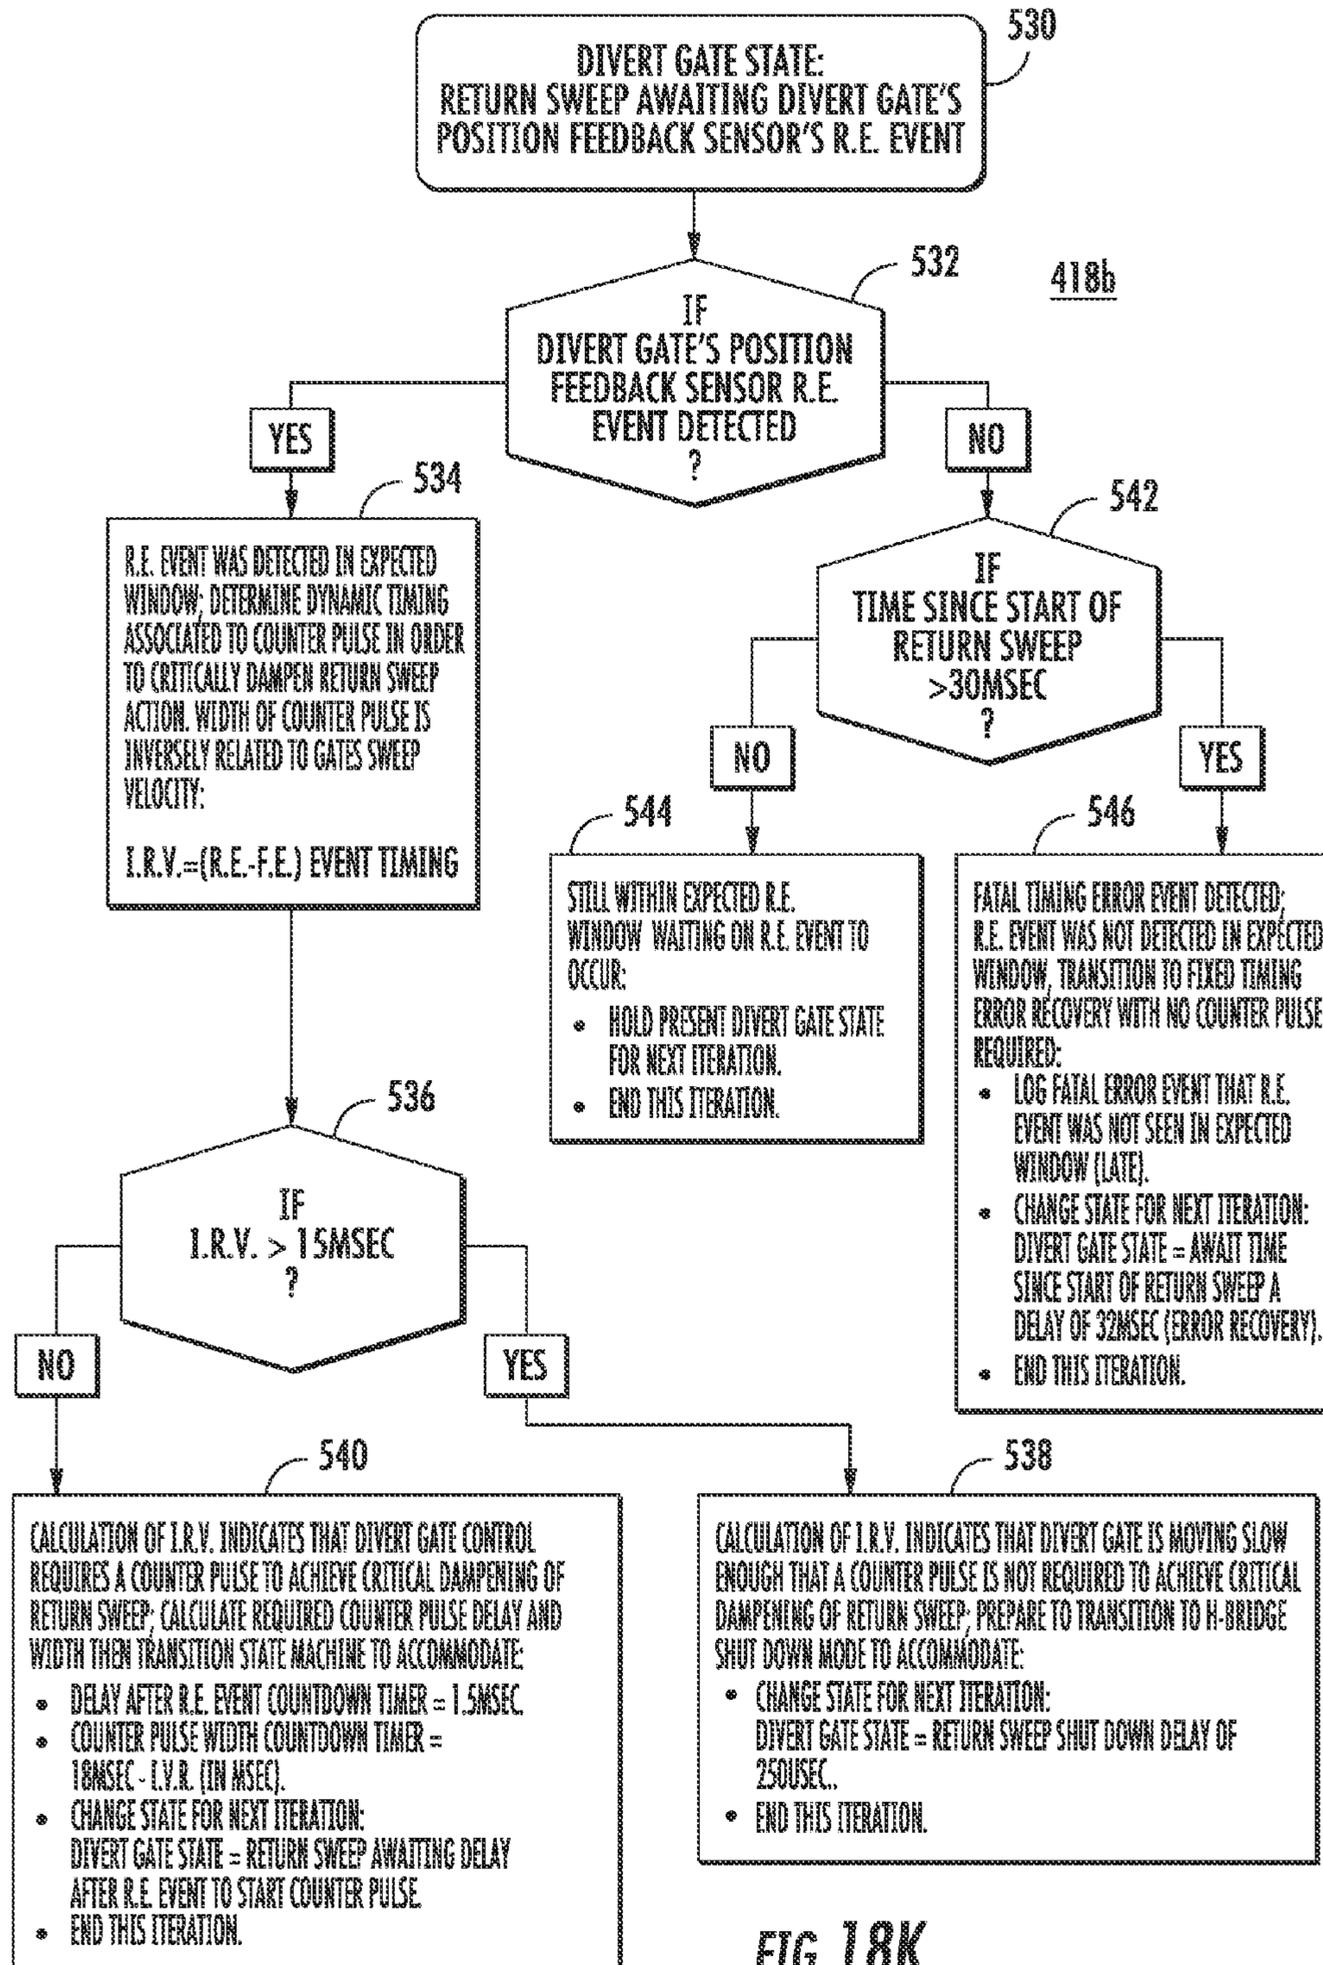 530
DIVERT GATE STATE:
RETURN SWEEP AWAITING DIVERT GATE'S
POSITION FEEDBACK SENSOR'S R.E. EVENT
532
418b
IF
DIVERT GATE'S POSITION
FEEDBACK SENSOR R.E.
EVENT DETECTED
?
YES
NO
534
R.E. EVENT WAS DETECTED IN EXPECTED
WINDOW; DETERMINE DYNAMIC TIMING
ASSOCIATED TO COUNTER PULSE IN ORDER
TO CRITICALLY DAMPEN RETURN SWEEP
ACTION. WIDTH OF COUNTER PULSE IS
INVERSELY RELATED TO GATES SWEEP
VELOCITY:
I.R.V.=(R.E.-F.E.) EVENT TIMING
542
IF
TIME SINCE START OF
RETURN SWEEP
>30MSEC
?
NO
YES
544
STILL WITHIN EXPECTED R.E.
WINDOW WAITING ON R.E. EVENT TO
OCCUR:
• HOLD PRESENT DIVERT GATE STATE
FOR NEXT ITERATION.
• END THIS ITERATION.
546
FATAL TIMING ERROR EVENT DETECTED;
R.E. EVENT WAS NOT DETECTED IN EXPECTED
WINDOW, TRANSITION TO FIXED TIMING
ERROR RECOVERY WITH NO COUNTER PULSE
REQUIRED:
• LOG FATAL ERROR EVENT THAT R.E.
EVENT WAS NOT SEEN IN EXPECTED
WINDOW (LATE).
• CHANGE STATE FOR NEXT ITERATION:
DIVERT GATE STATE = AWAIT TIME
SINCE START OF RETURN SWEEP A
DELAY OF 32MSEC (ERROR RECOVERY).
• END THIS ITERATION.
536
IF
I.R.V. > 15MSEC
?
NO
YES
540
CALCULATION OF I.R.V. INDICATES THAT DIVERT GATE CONTROL
REQUIRES A COUNTER PULSE TO ACHIEVE CRITICAL DAMPENING OF
RETURN SWEEP; CALCULATE REQUIRED COUNTER PULSE DELAY AND
WIDTH THEN TRANSITION STATE MACHINE TO ACCOMMODATE:
• DELAY AFTER R.E. EVENT COUNTDOWN TIMER = 1.5MSEC.
• COUNTER PULSE WIDTH COUNTDOWN TIMER =
18MSEC - I.V.R. (IN MSEC).
• CHANGE STATE FOR NEXT ITERATION:
DIVERT GATE STATE = RETURN SWEEP AWAITING DELAY
AFTER R.E. EVENT TO START COUNTER PULSE.
• END THIS ITERATION.
538
CALCULATION OF I.R.V. INDICATES THAT DIVERT GATE IS MOVING SLOW
ENOUGH THAT A COUNTER PULSE IS NOT REQUIRED TO ACHIEVE CRITICAL
DAMPENING OF RETURN SWEEP; PREPARE TO TRANSITION TO H-BRIDGE
SHUT DOWN MODE TO ACCOMMODATE:
• CHANGE STATE FOR NEXT ITERATION:
DIVERT GATE STATE = RETURN SWEEP SHUT DOWN DELAY OF
250USEC..
• END THIS ITERATION.
FIG. 18K